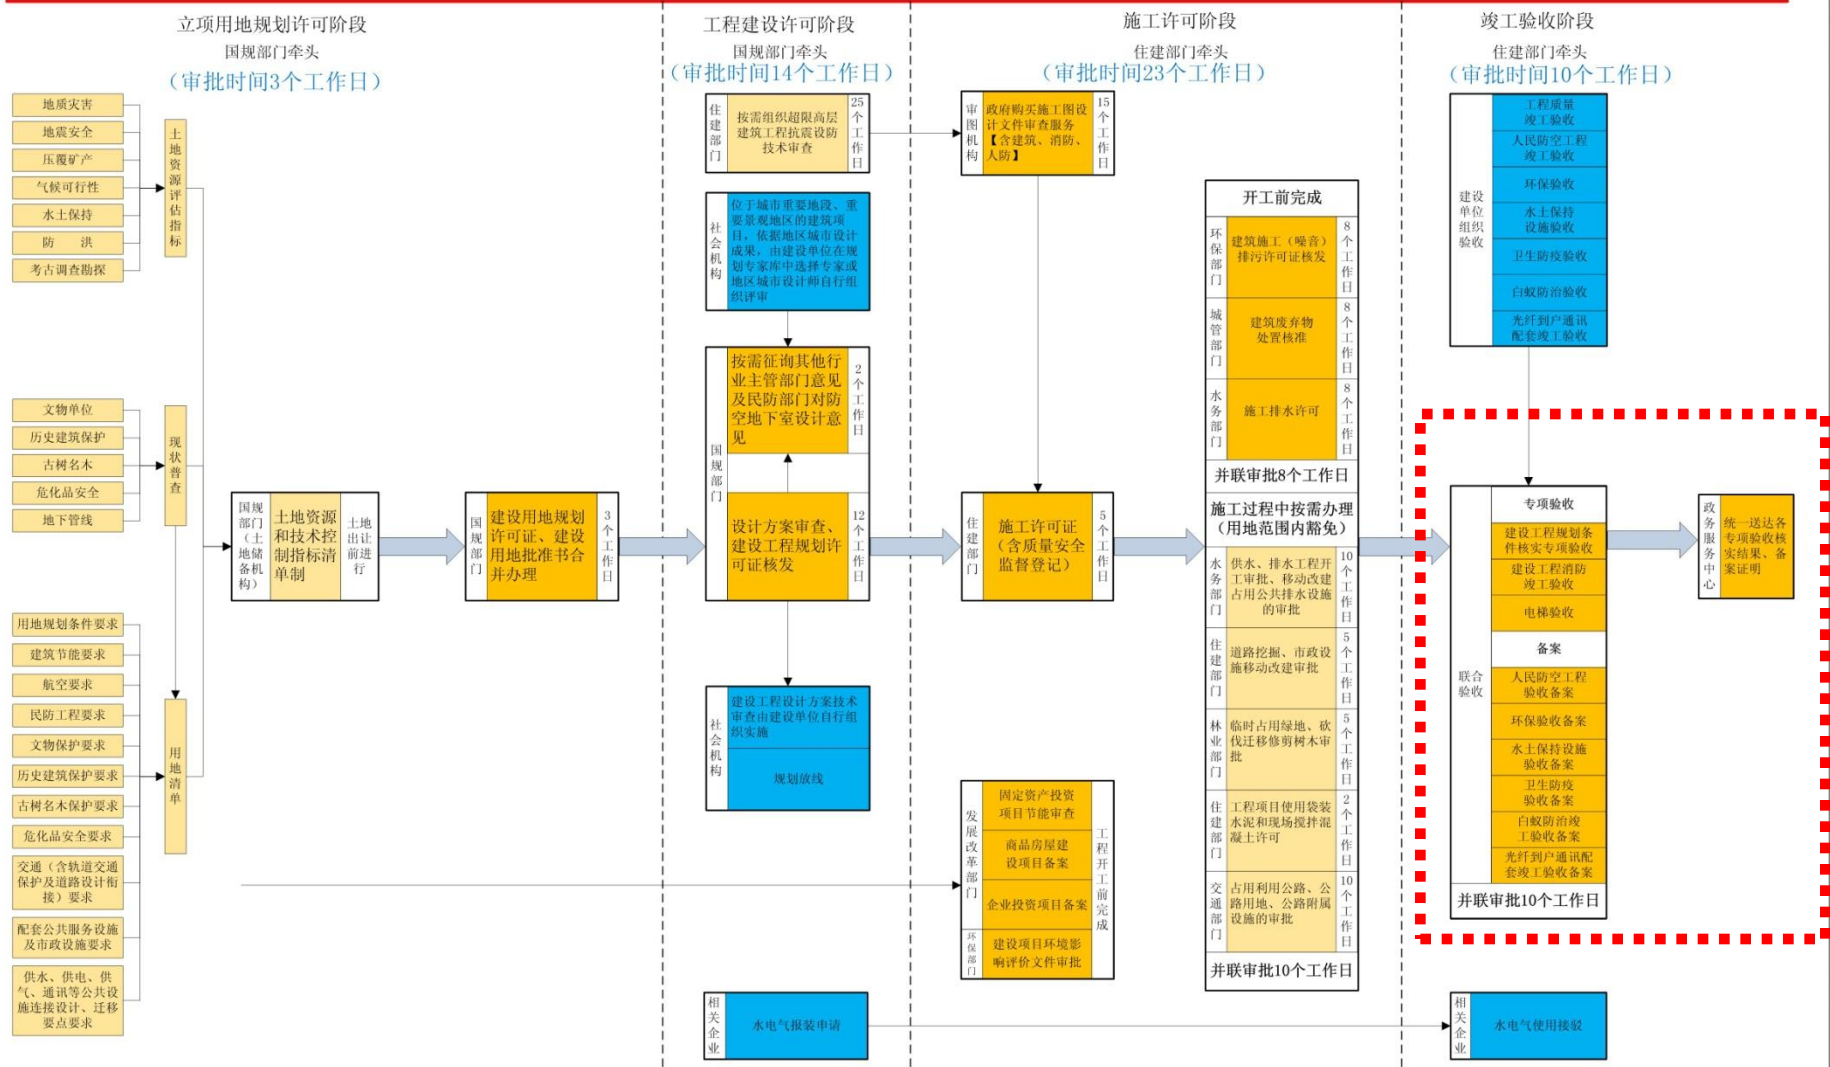 立项用地规划许可阶段
国规部门牵头
（审批时间3个工作日）
地质灾害
地震安全
压覆矿产
气候可行性
水土保持
防　　洪
考古调查勘探
土地资源评估指标
文物单位
历史建筑保护
古树名木
危化品安全
地下管线
现状普查
用地规划条件要求
建筑节能要求
航空要求
民防工程要求
文物保护要求
历史建筑保护要求
古树名木保护要求
危化品安全要求
交通（含轨道交通
保护及道路设计衔
接）要求
配套公共服务设施
及市政设施要求
供水、供电、供
气、通讯等公共设
施连接设计、迁移
要点要求
用地清单
国规
部门
（土
地储
备机
构）
土地资源
和技术控
制指标清
单制
土地
出让
前进
行
国规部门
建设用地规划
许可证、建设
用地批准书合
并办理
3个工作日
工程建设许可阶段
国规部门牵头
（审批时间14个工作日）
住建部门
按需组织超限高层
建筑工程抗震设防
技术审查
25个工作日
社会机构
位于城市重要地段、重
要景观地区的建筑项
目，依据地区城市设计
成果，由建设单位在规
划专家库中选择专家或
地区城市设计师自行组
织评审
国规部门
按需征询其他行
业主管部门意见
及民防部门对防
空地下室设计意
见
2个工作日
设计方案审查、
建设工程规划许
可证核发
12个工作日
社会机构
建设工程设计方案技术
审查由建设单位自行组
织实施
规划放线
相关企业
水电气报装申请
施工许可阶段
住建部门牵头
（审批时间23个工作日）
审图机构
政府购买施工图设
计文件审查服务
【含建筑、消防、
人防】
15个工作日
住建部门
施工许可证
（含质量安全
监督登记）
5个工作日
发展改革部门
固定资产投资
项目节能审查
商品房屋建
设项目备案
企业投资项目备案
环保部门
建设项目环境影
响评价文件审批
工程开工前完成
开工前完成
环保部门
建筑施工（噪音）
排污许可证核发
8个工作日
城管部门
建筑废弃物
处置核准
8个工作日
水务部门
施工排水许可
8个工作日
并联审批8个工作日
施工过程中按需办理
（用地范围内豁免）
水务部门
供水、排水工程开
工审批、移动改建
占用公共排水设施
的审批
10个工作日
住建部门
道路挖掘、市政设
施移动改建审批
5个工作日
林业部门
临时占用绿地、砍
伐迁移修剪树木审
批
5个工作日
住建部门
工程项目使用袋装
水泥和现场搅拌混
凝土许可
2个工作日
交通部门
占用利用公路、公
路用地、公路附属
设施的审批
10个工作日
并联审批10个工作日
竣工验收阶段
住建部门牵头
（审批时间10个工作日）
建设
单位
组织
验收
工程质量
竣工验收
人民防空工程
竣工验收
环保验收
水土保持
设施验收
卫生防疫验收
白蚁防治验收
光纤到户通讯
配套竣工验收
联合
验收
专项验收
建设工程规划条
件核实专项验收
建设工程消防
竣工验收
电梯验收
备案
人民防空工程
验收备案
环保验收备案
水土保持设施
验收备案
卫生防疫
验收备案
白蚁防治竣
工验收备案
光纤到户通讯配
套竣工验收备案
并联审批10个工作日
政务服务中心
统一送达各
专项验收核
实结果、备
案证明
相关企业
水电气使用接驳